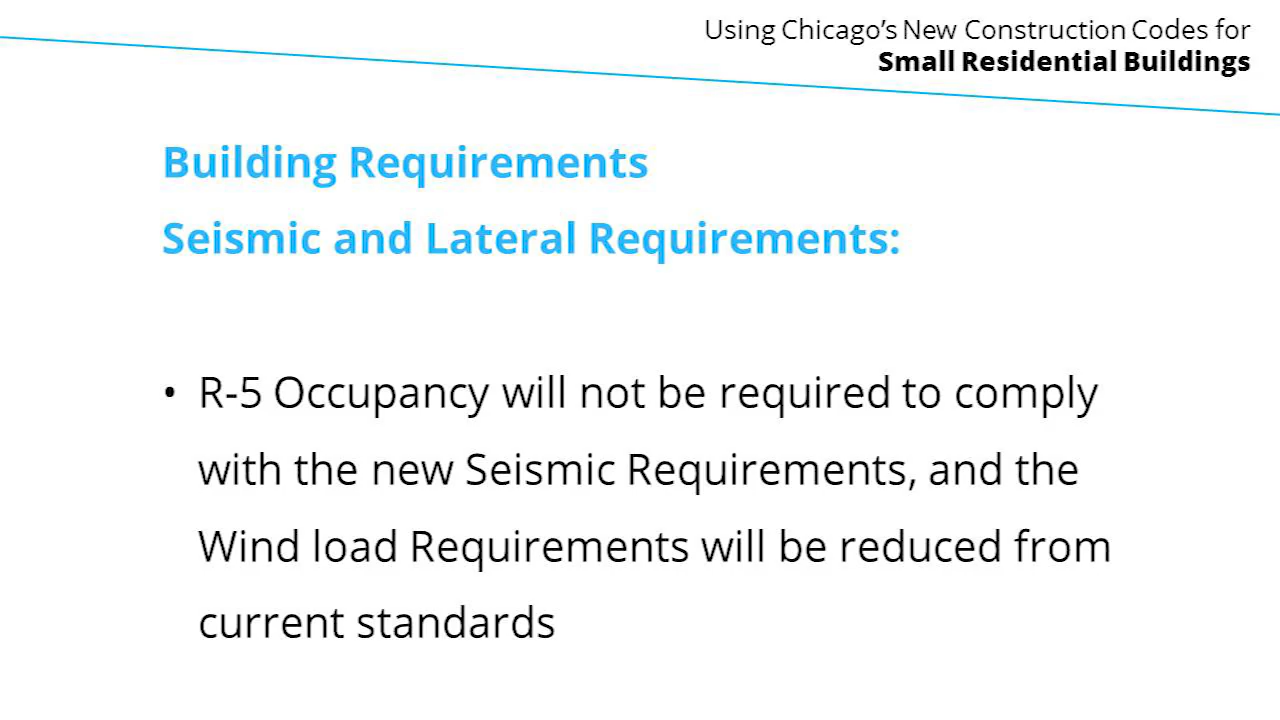 Using Chicago’s New Construction Codes for
Small Residential Buildings
Building Requirements
Seismic and Lateral Requirements:
• R-5 Occupancy will not be required to comply
with the new Seismic Requirements, and the
Wind load Requirements will be reduced from
current standards